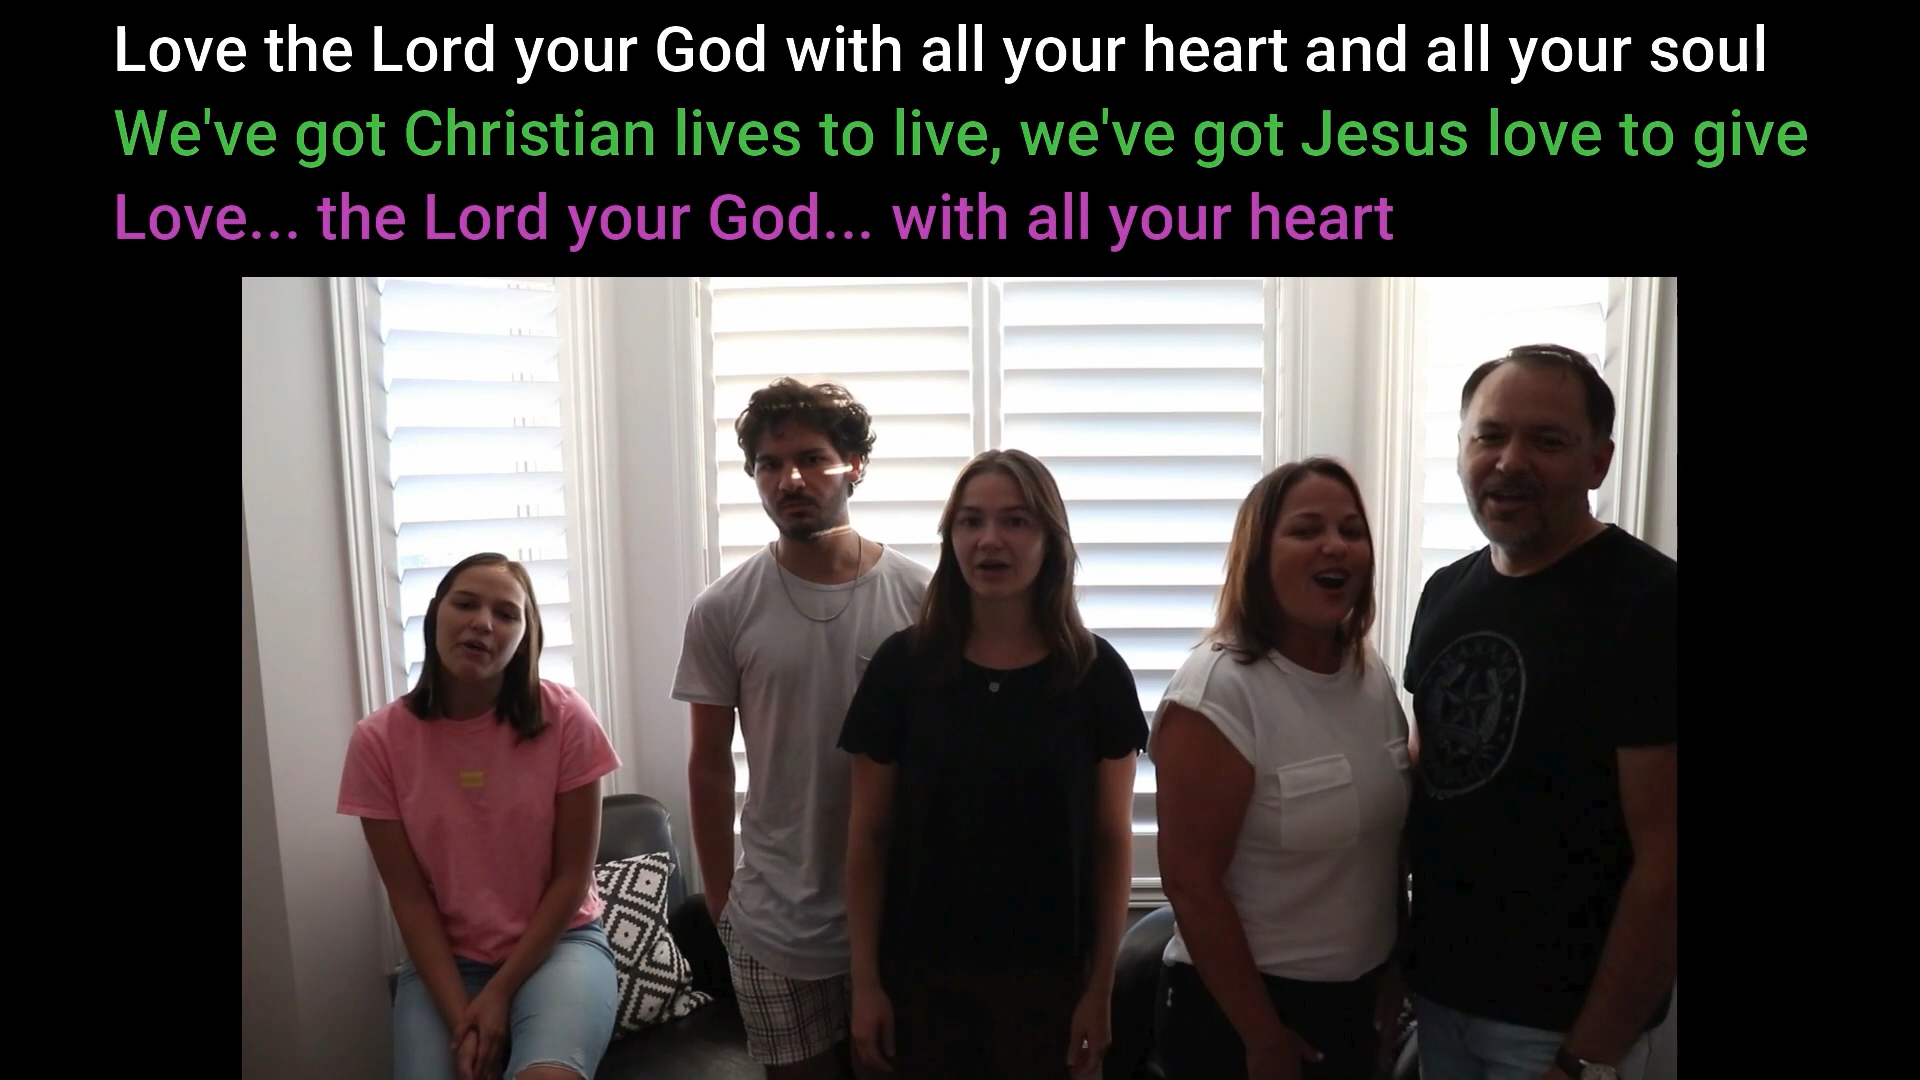 Love the Lord your God with all your heart and all your soul
We've got Christian lives to live, we've got Jesus love to give
Love... the Lord your God... with all your heart